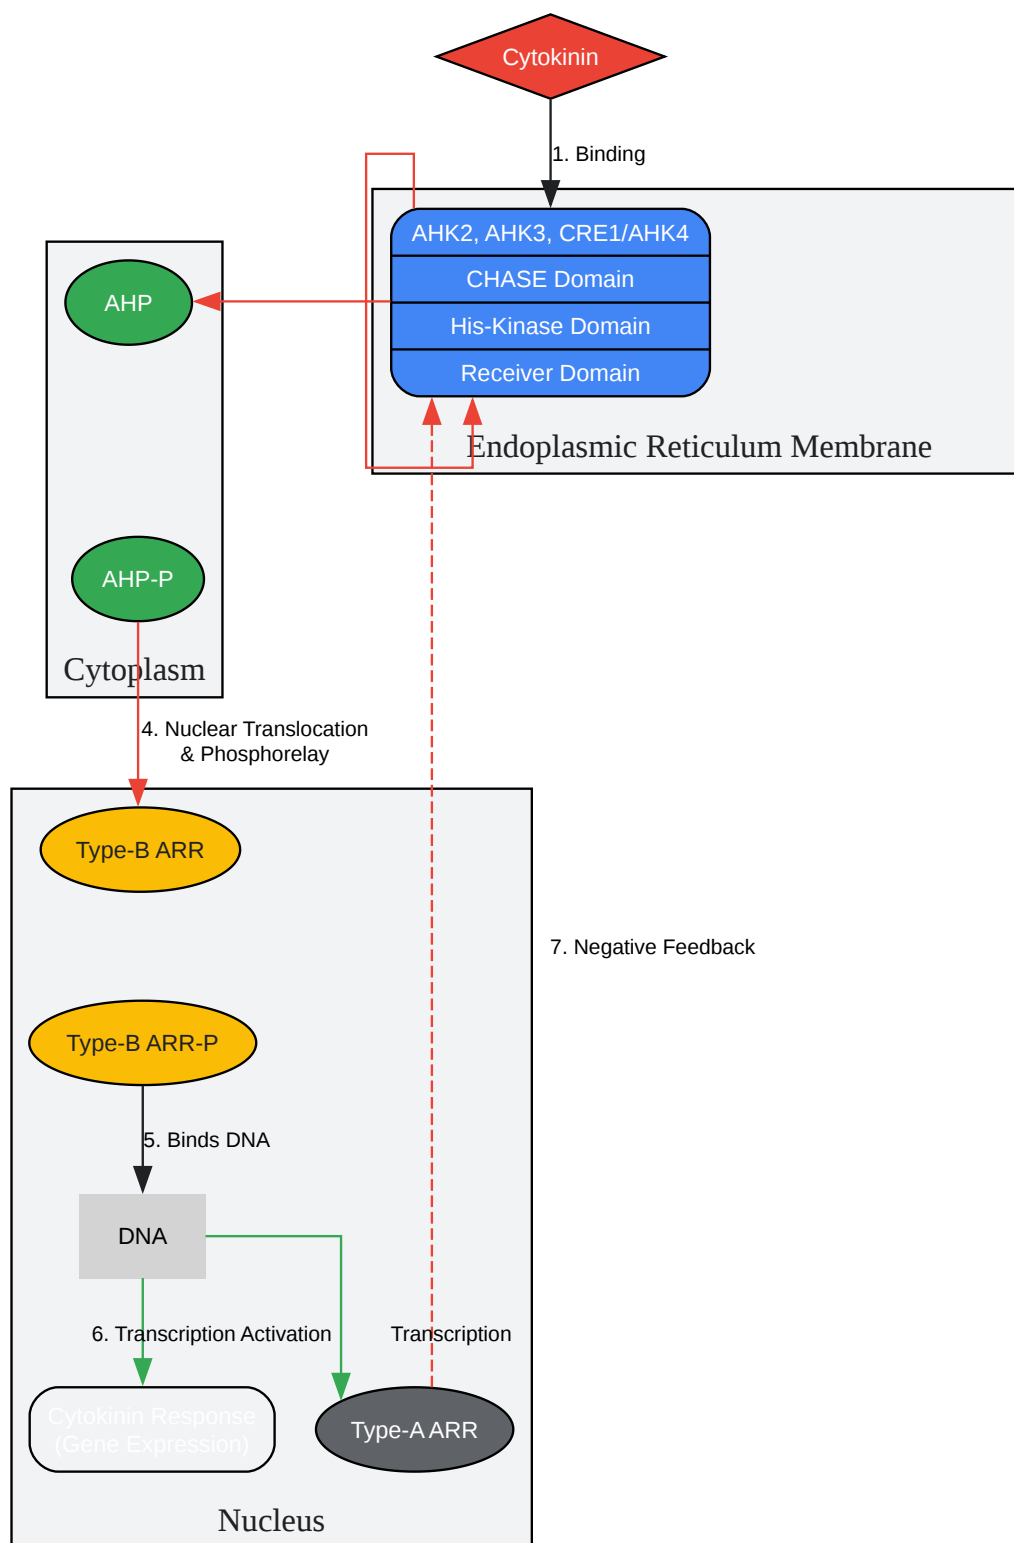 Cytokinin
1. Binding
AHK2, AHK3, CRE1/AHK4
CHASE Domain
His-Kinase Domain
Receiver Domain
Endoplasmic Reticulum Membrane
AHP
AHP-P
Cytoplasm
4. Nuclear Translocation
& Phosphorelay
Type-B ARR
7. Negative Feedback
Type-B ARR-P
5. Binds DNA
DNA
6. Transcription Activation
Transcription
Cytokinin Response
(Gene Expression)
Type-A ARR
Nucleus